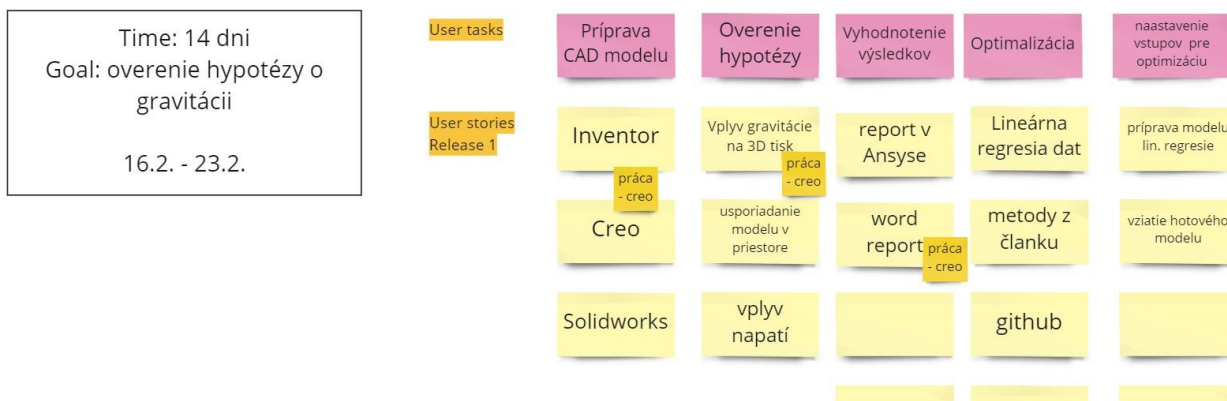 Time: 14 dni
Goal: overenie hypotézy o
gravitácii
16.2. - 23.2.
User tasks
Príprava
CAD modelu
Overenie
hypotézy
Vyhodnotenie
výsledkov
Optimalizácia
naastavenie
vstupov pre
optimizáciu
User stories
Release 1
Inventor
práca
- creo
Vplyv gravitácie
na 3D tisk
práca
- creo
report v
Ansyse
Lineárna
regresia dat
príprava modelu
lin. regresie
Creo
usporiadanie
modelu v
priestore
word
report
práca
- creo
metody z
članku
vziatie hotového
modelu
Solidworks
vplyv
napatí
github